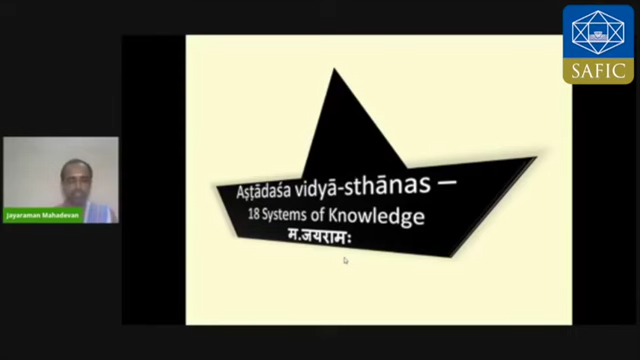 SAFIC
Aṣṭādaśa vidyā-sthānas –
18 Systems of Knowledge
म.जयरामः
Jayaraman Mahadevan